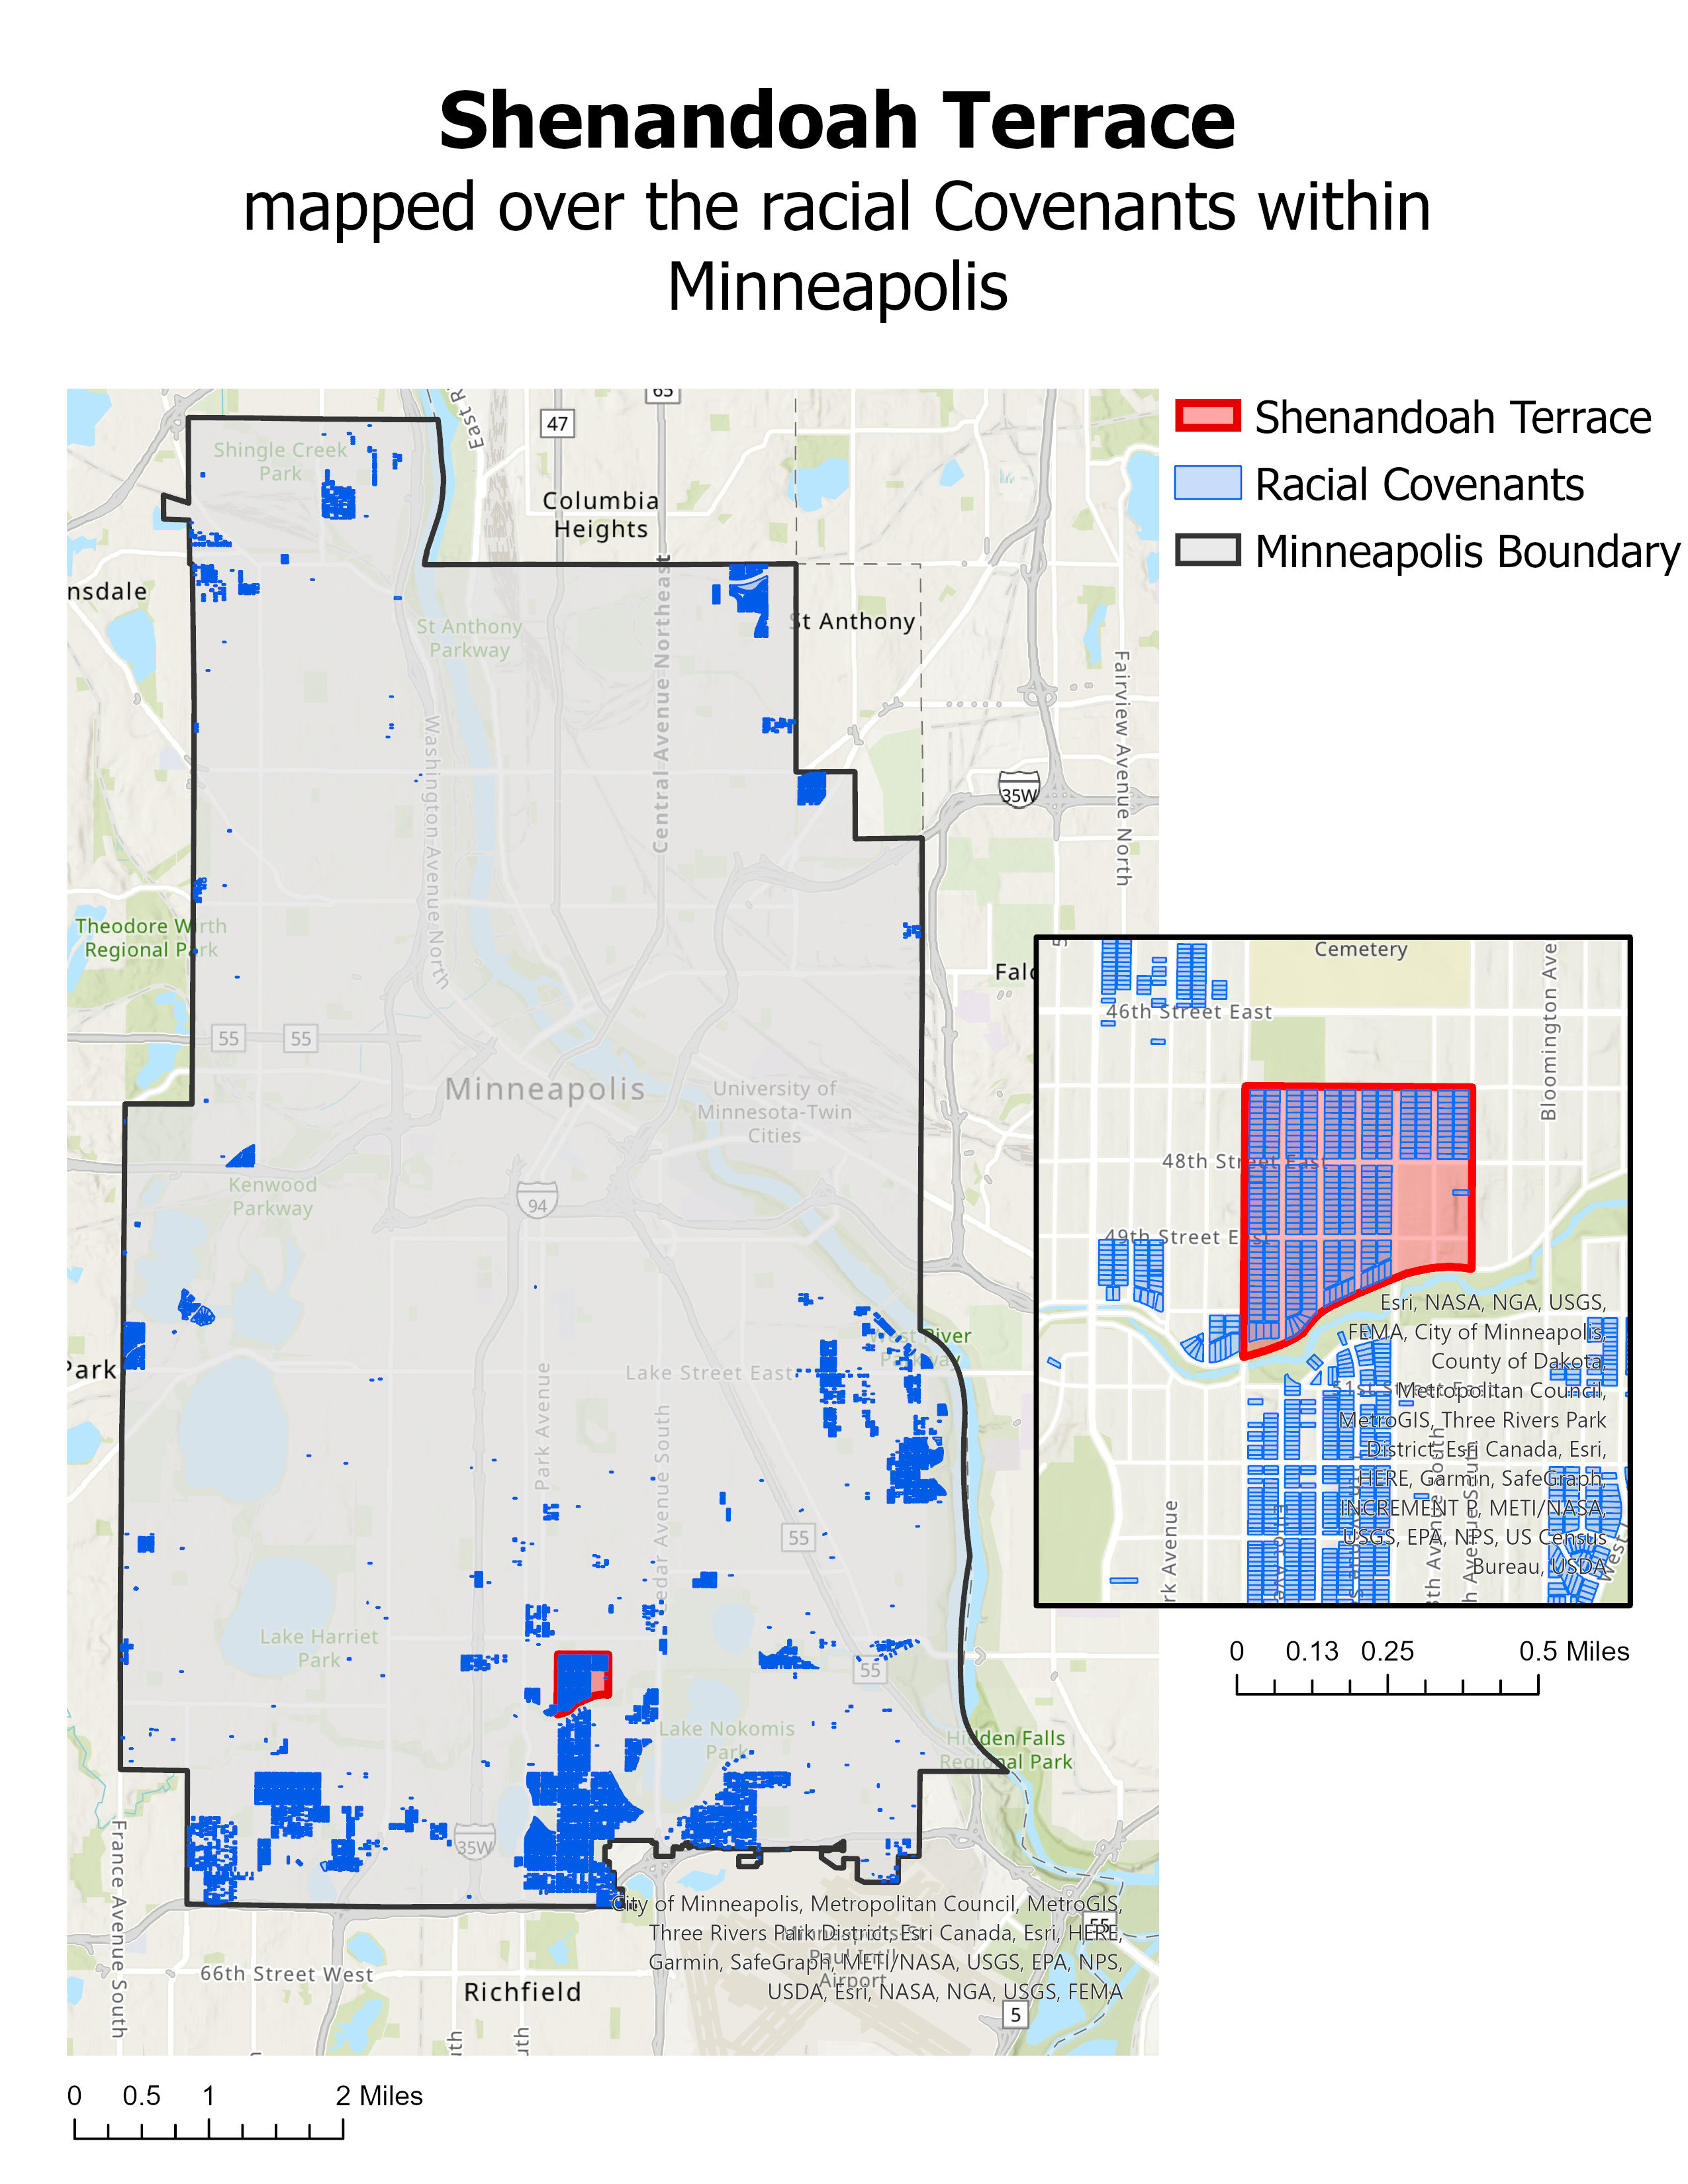 Shenandoah Terrace
mapped over the racial Covenants within
Minneapolis
Shenandoah Terrace
Racial Covenants
Minneapolis Boundary
65
47
East R
Shingle Creek
Park
Columbia
Heights
nsdale
St Anthony
Parkway
St Anthony
Central Avenue Northeast
Washington Avenue North
Fairview Avenue North
35W
Theodore Wirth
Regional Park
Falc
5
55
55
Minneapolis
University of
Minnesota-Twin
Cities
Kenwood
Parkway
94
West River
Parkway
Park
Lake Street East
Park Avenue
Cedar Avenue South
55
Lake Harriet
Park
55
Lake Nokomis
Park
Hidden Falls
Regional Park
35W
France Avenue South
City of Minneapolis, Metropolitan Council, MetroGIS,
Three Rivers Park District, Esri Canada, Esri, HERE,
Garmin, SafeGraph, METI/NASA, USGS, EPA, NPS,
USDA, Esri, NASA, NGA, USGS, FEMA
55
Paul Int'l
Airport
66th Street West
Richfield
5
uth
uth
0 0.5 1 2 Miles
Cemetery
46th Street East
Bloomington Ave
48th Street East
49th Street East
51st Street East
Esri, NASA, NGA, USGS,
FEMA, City of Minneapolis,
County of Dakota,
Metropolitan Council,
MetroGIS, Three Rivers Park
District, Esri Canada, Esri,
HERE, Garmin, SafeGraph,
INCREMENT P, METI/NASA,
USGS, EPA, NPS, US Census
Bureau, USDA
rk Avenue
West
0 0.13 0.25 0.5 Miles